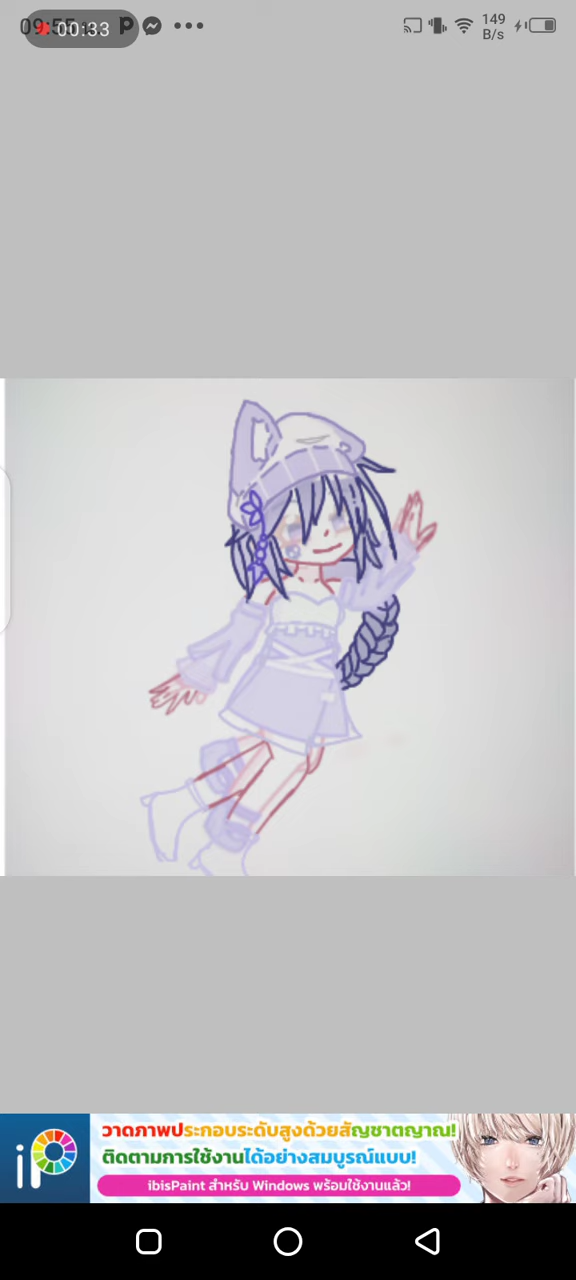 00:33
149
B/s
วาดภาพประกอบระดับสูงด้วยสัญชาตญาณ!
ติดตามการใช้งานได้อย่างสมบูรณ์แบบ!
ibisPaint สำหรับ Windows พร้อมใช้งานแล้ว!
iP